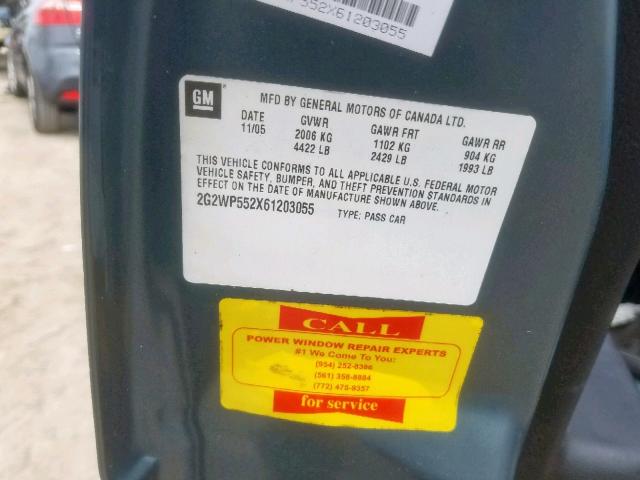 P552X61203055
GM
MFD BY GENERAL MOTORS OF CANADA LTD.
DATE GVWR GAWR FRT GAWR RR
11/05 2006 KG 1102 KG 904 KG
4422 LB 2429 LB 1993 LB
THIS VEHICLE CONFORMS TO ALL APPLICABLE U.S. FEDERAL MOTOR
VEHICLE SAFETY, BUMPER, AND THEFT PREVENTION STANDARDS IN
EFFECT ON THE DATE OF MANUFACTURE SHOWN ABOVE.
2G2WP552X61203055 TYPE: PASS CAR
CALL
POWER WINDOW REPAIR EXPERTS
#1 We Come To You:
(954) 252-8386
(561) 358-8884
(772) 475-9357
for service